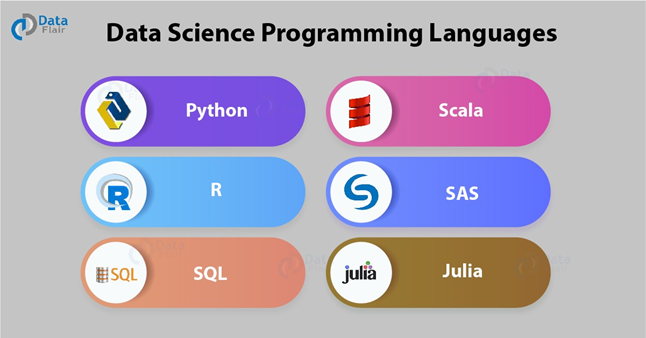 Data
Flair
Data Science Programming Languages
Python
Scala
R
R
SAS
SQL
SQL
julia
Julia